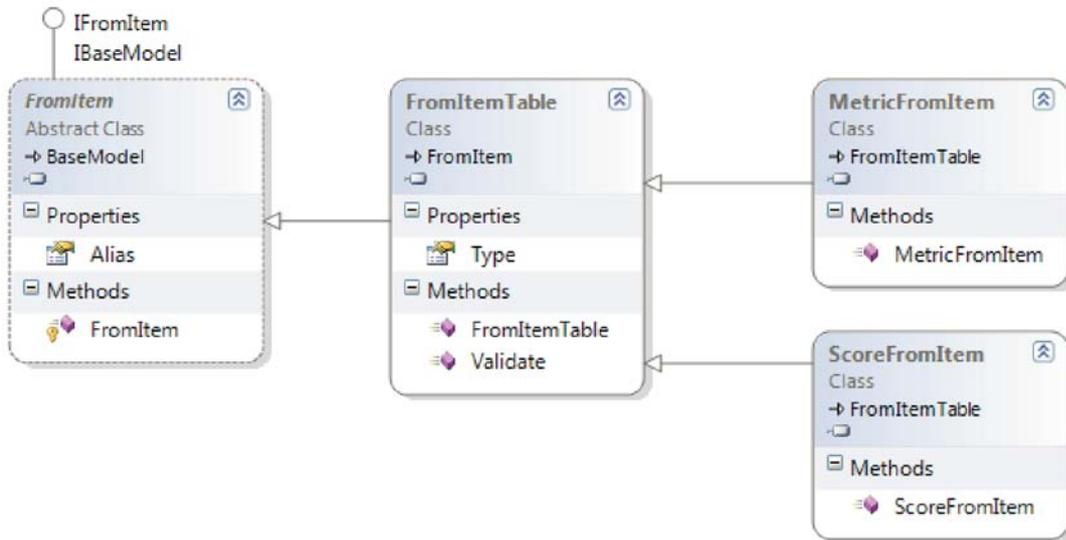 IFromItem
IBaseModel
FromItem
Abstract Class
BaseModel
Properties
Alias
Methods
FromItem
FromItemTable
Class
FromItem
Properties
Type
Methods
FromItemTable
Validate
MetricFromItem
Class
FromItemTable
Methods
MetricFromItem
ScoreFromItem
Class
FromItemTable
Methods
ScoreFromItem